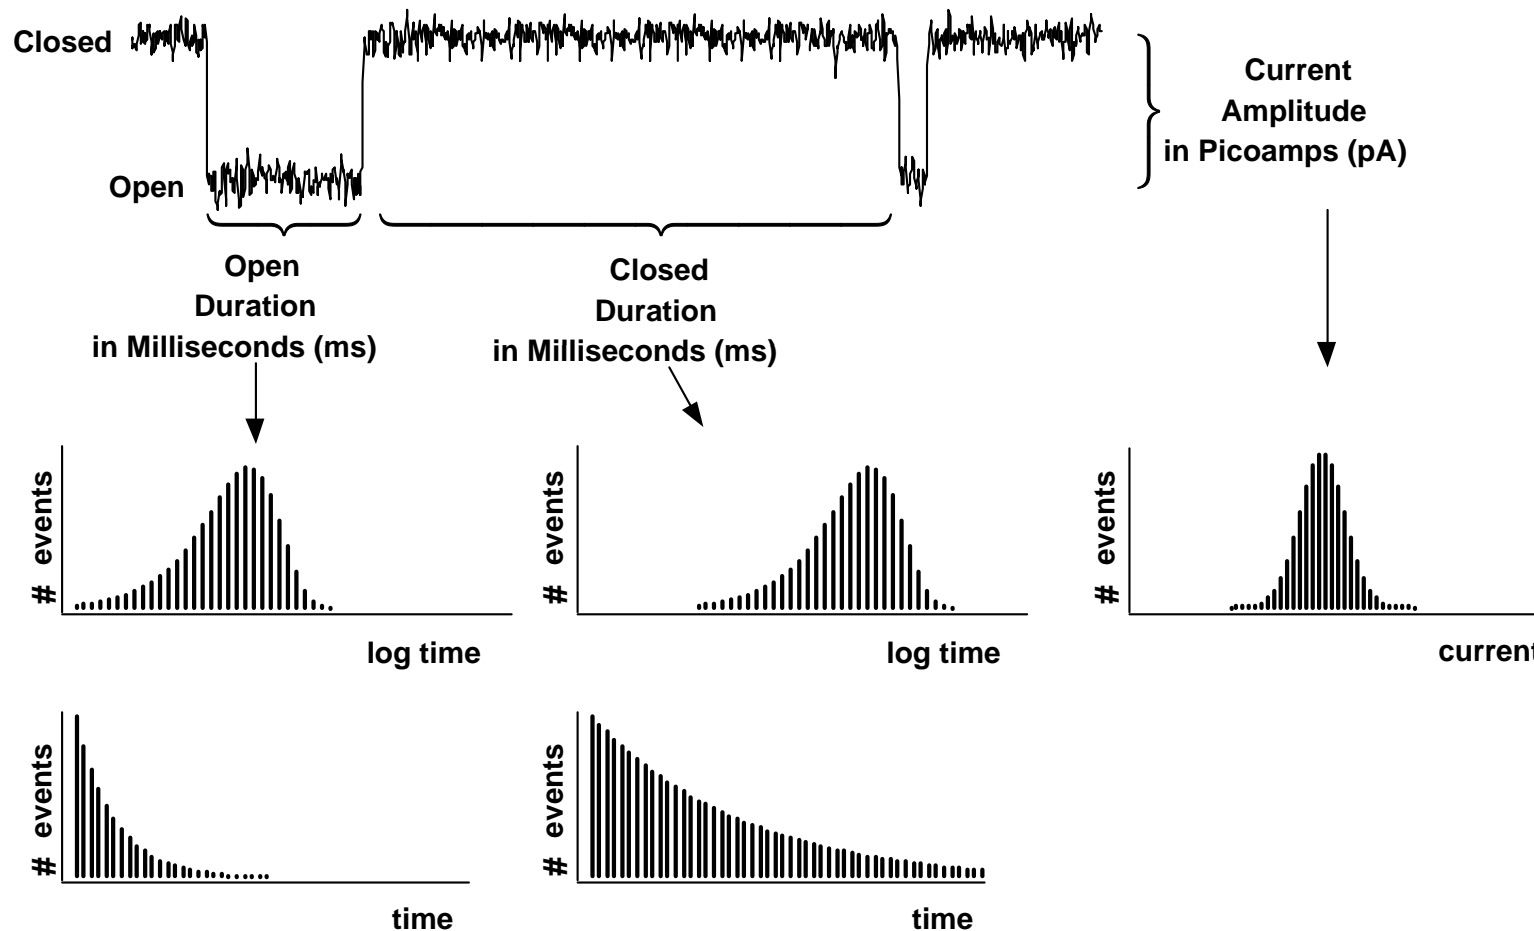 Closed
Open
Current
Amplitude
in Picoamps (pA)
Open
Duration
in Milliseconds (ms)
Closed
Duration
in Milliseconds (ms)
# events
log time
# events
log time
# events
current
# events
time
# events
time